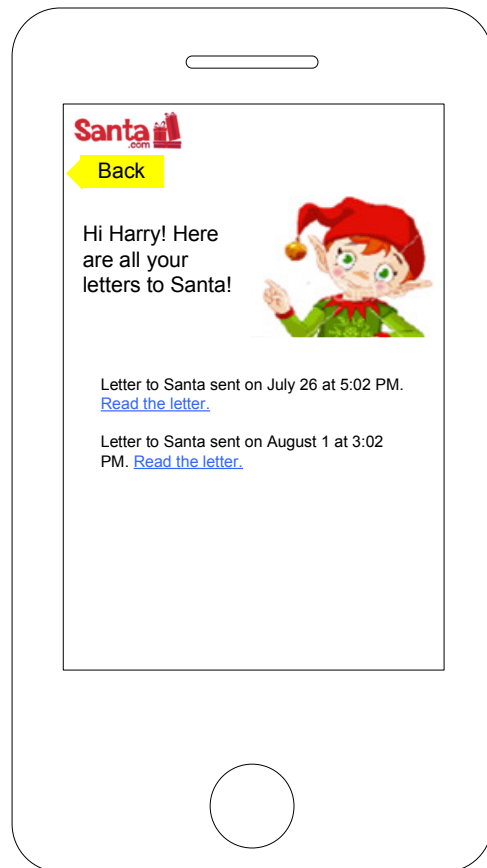 Santa
.com
Back
Hi Harry! Here
are all your
letters to Santa!
Letter to Santa sent on July 26 at 5:02 PM.
Read the letter.
Letter to Santa sent on August 1 at 3:02
PM. Read the letter.